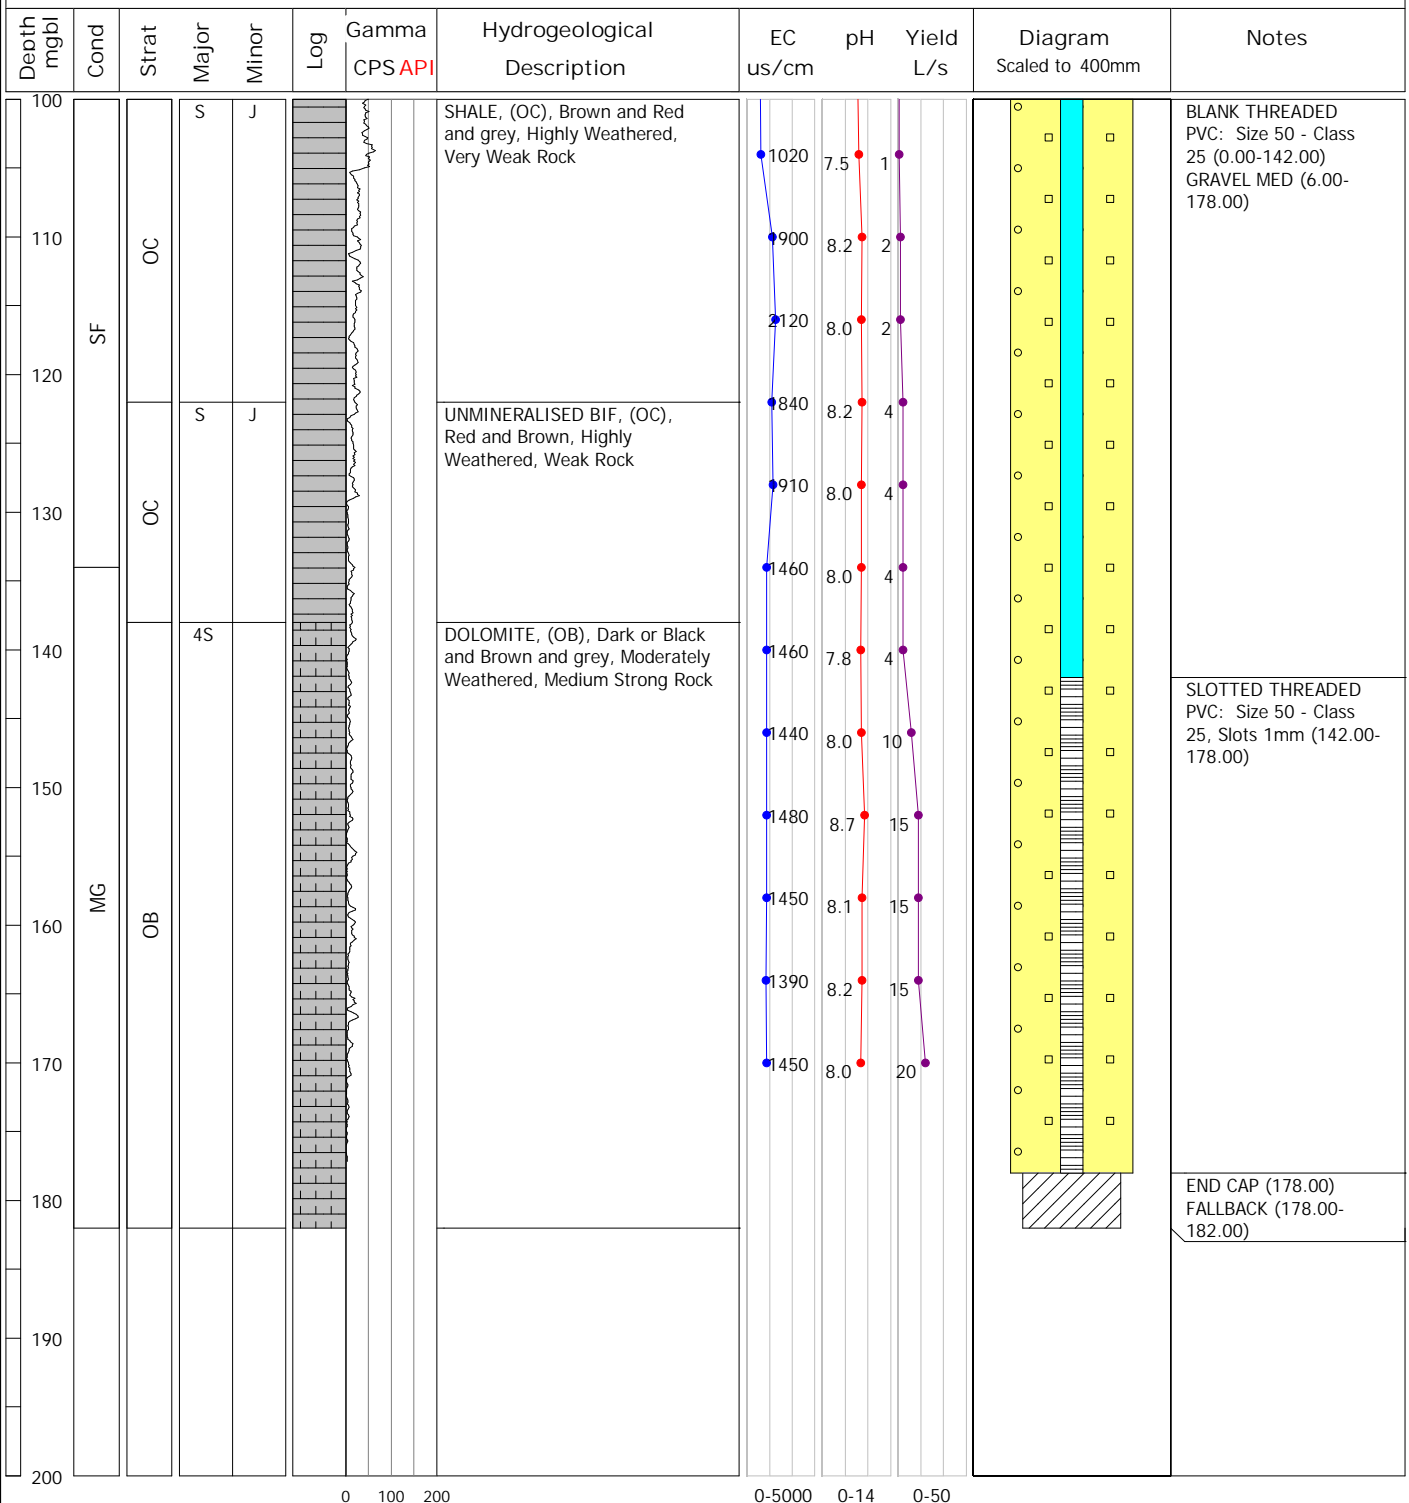 Depth mgbl
Cond
Strat
Major
Minor
Log
Gamma
CPS API
Hydrogeological
Description
EC
us/cm
pH
Yield
L/s
Diagram
Scaled to 400mm
Notes
100
110
120
130
140
150
160
170
180
190
200
SF
MG
OC
OC
OB
S
J
S
J
4S
SHALE, (OC), Brown and Red
and grey, Highly Weathered,
Very Weak Rock
UNMINERALISED BIF, (OC),
Red and Brown, Highly
Weathered, Weak Rock
DOLOMITE, (OB), Dark or Black
and Brown and grey, Moderately
Weathered, Medium Strong Rock
1020 7.5 1
1900 8.2 2
2120 8.0 2
1840 8.2 4
1910 8.0 4
1460 8.0 4
1460 7.8 4
1440 8.0 10
1480 8.7 15
1450 8.1 15
1390 8.2 15
1450 8.0 20
BLANK THREADED
PVC: Size 50 - Class
25 (0.00-142.00)
GRAVEL MED (6.00-
178.00)
SLOTTED THREADED
PVC: Size 50 - Class
25, Slots 1mm (142.00-
178.00)
END CAP (178.00)
FALLBACK (178.00-
182.00)
0 100 200
0-5000 0-14 0-50